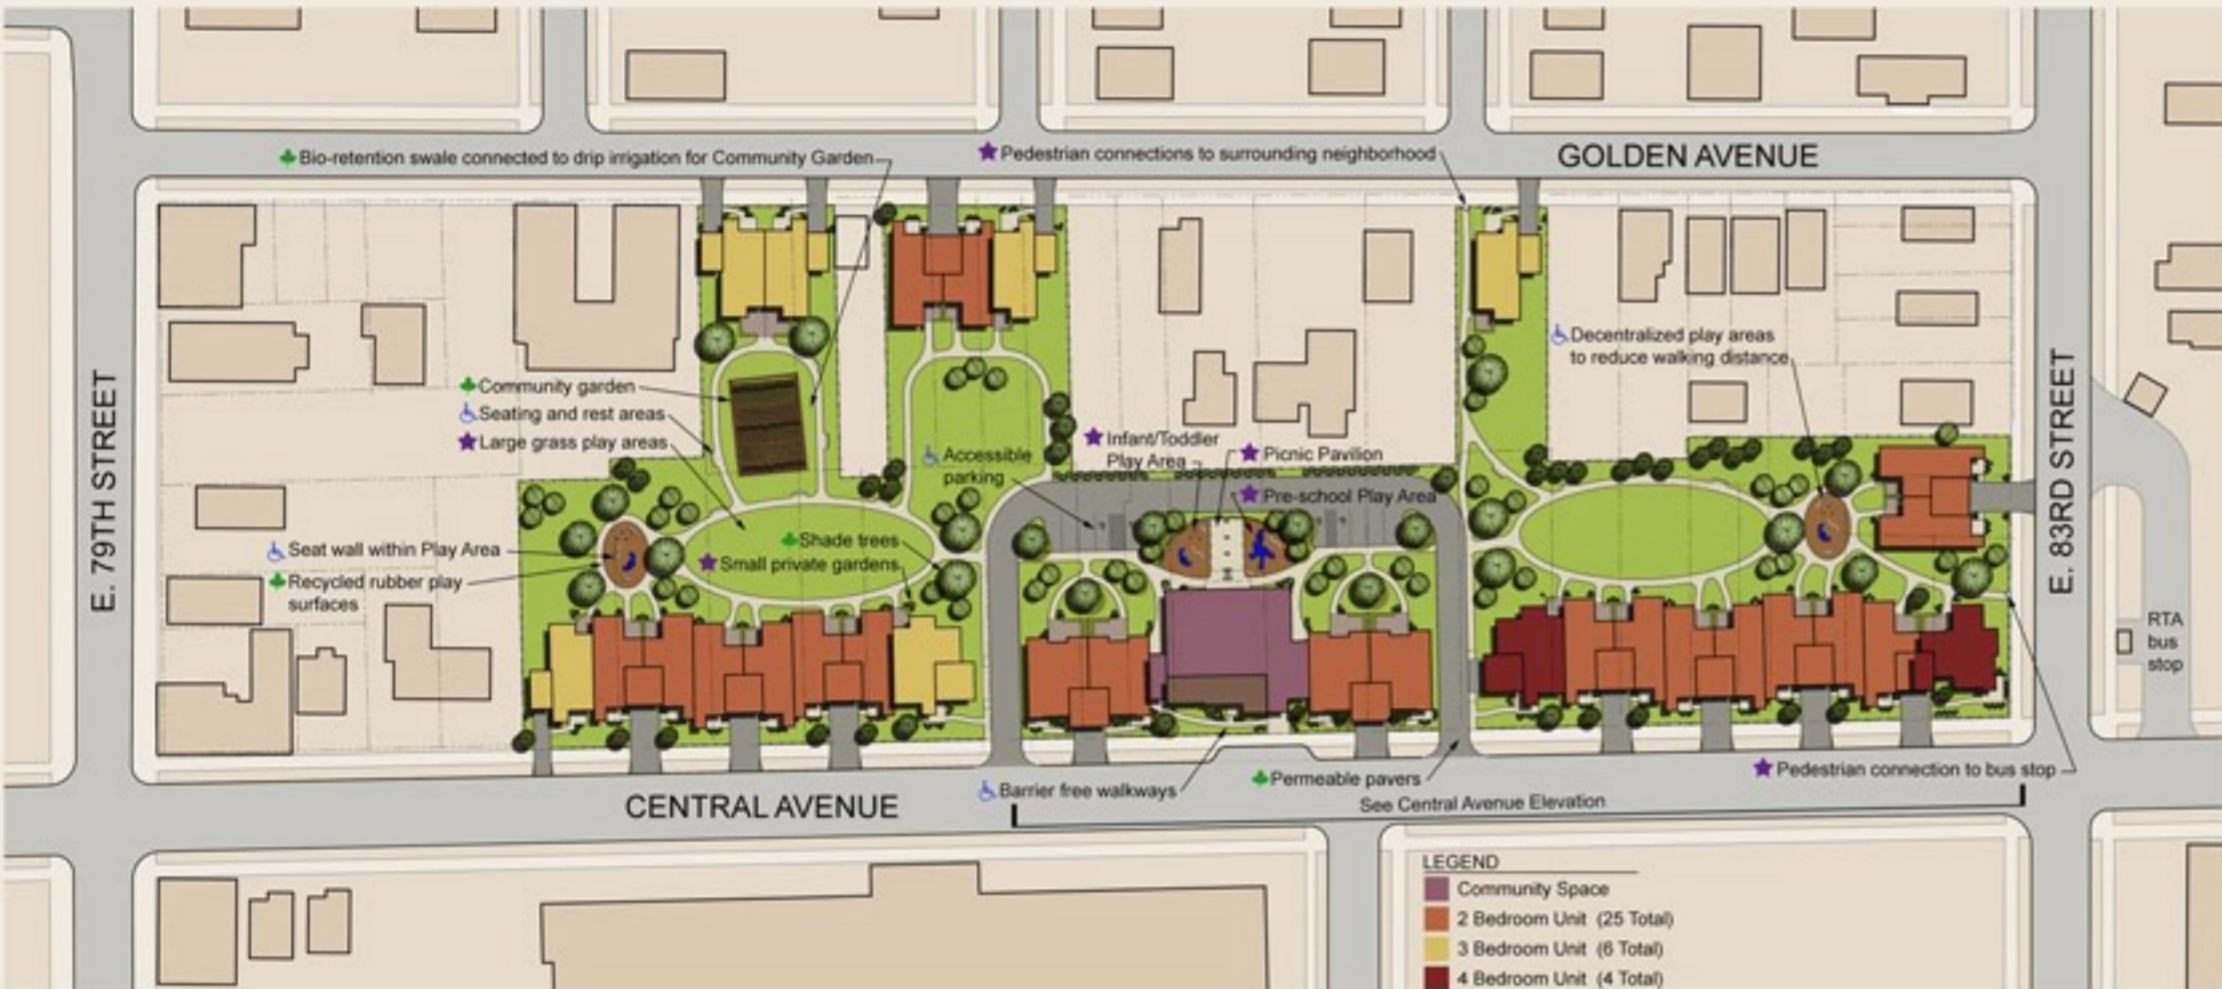 Bio-retention swale connected to drip irrigation for Community Garden
Pedestrian connections to surrounding neighborhood
GOLDEN AVENUE
Decentralized play areas
to reduce walking distance
E. 79TH STREET
E. 83RD STREET
Community garden
Seating and rest areas
Large grass play areas
Accessible
parking
Infant/Toddler
Play Area
Picnic Pavilion
Pre-school Play Area
Seat wall within Play Area
Recycled rubber play
surfaces
Shade trees
Small private gardens
RTA
bus
stop
Barrier free walkways
Permeable pavers
Pedestrian connection to bus stop
CENTRAL AVENUE
See Central Avenue Elevation
LEGEND
Community Space
2 Bedroom Unit (25 Total)
3 Bedroom Unit (6 Total)
4 Bedroom Unit (4 Total)